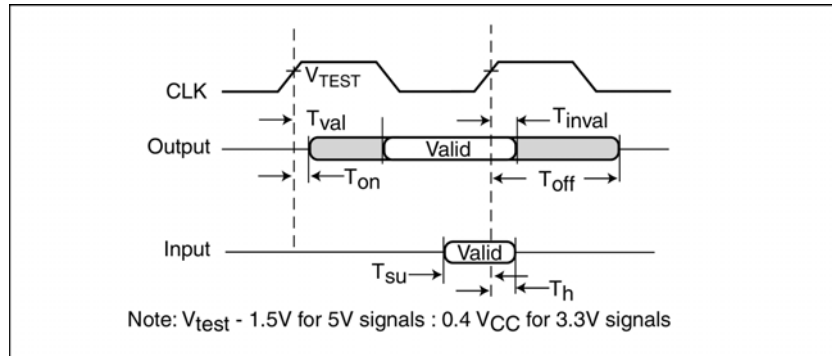 V_TEST
CLK
T_val
T_inval
Output
Valid
T_on
T_off
Input
Valid
T_su
T_h
Note: V_test - 1.5V for 5V signals : 0.4 V_CC for 3.3V signals